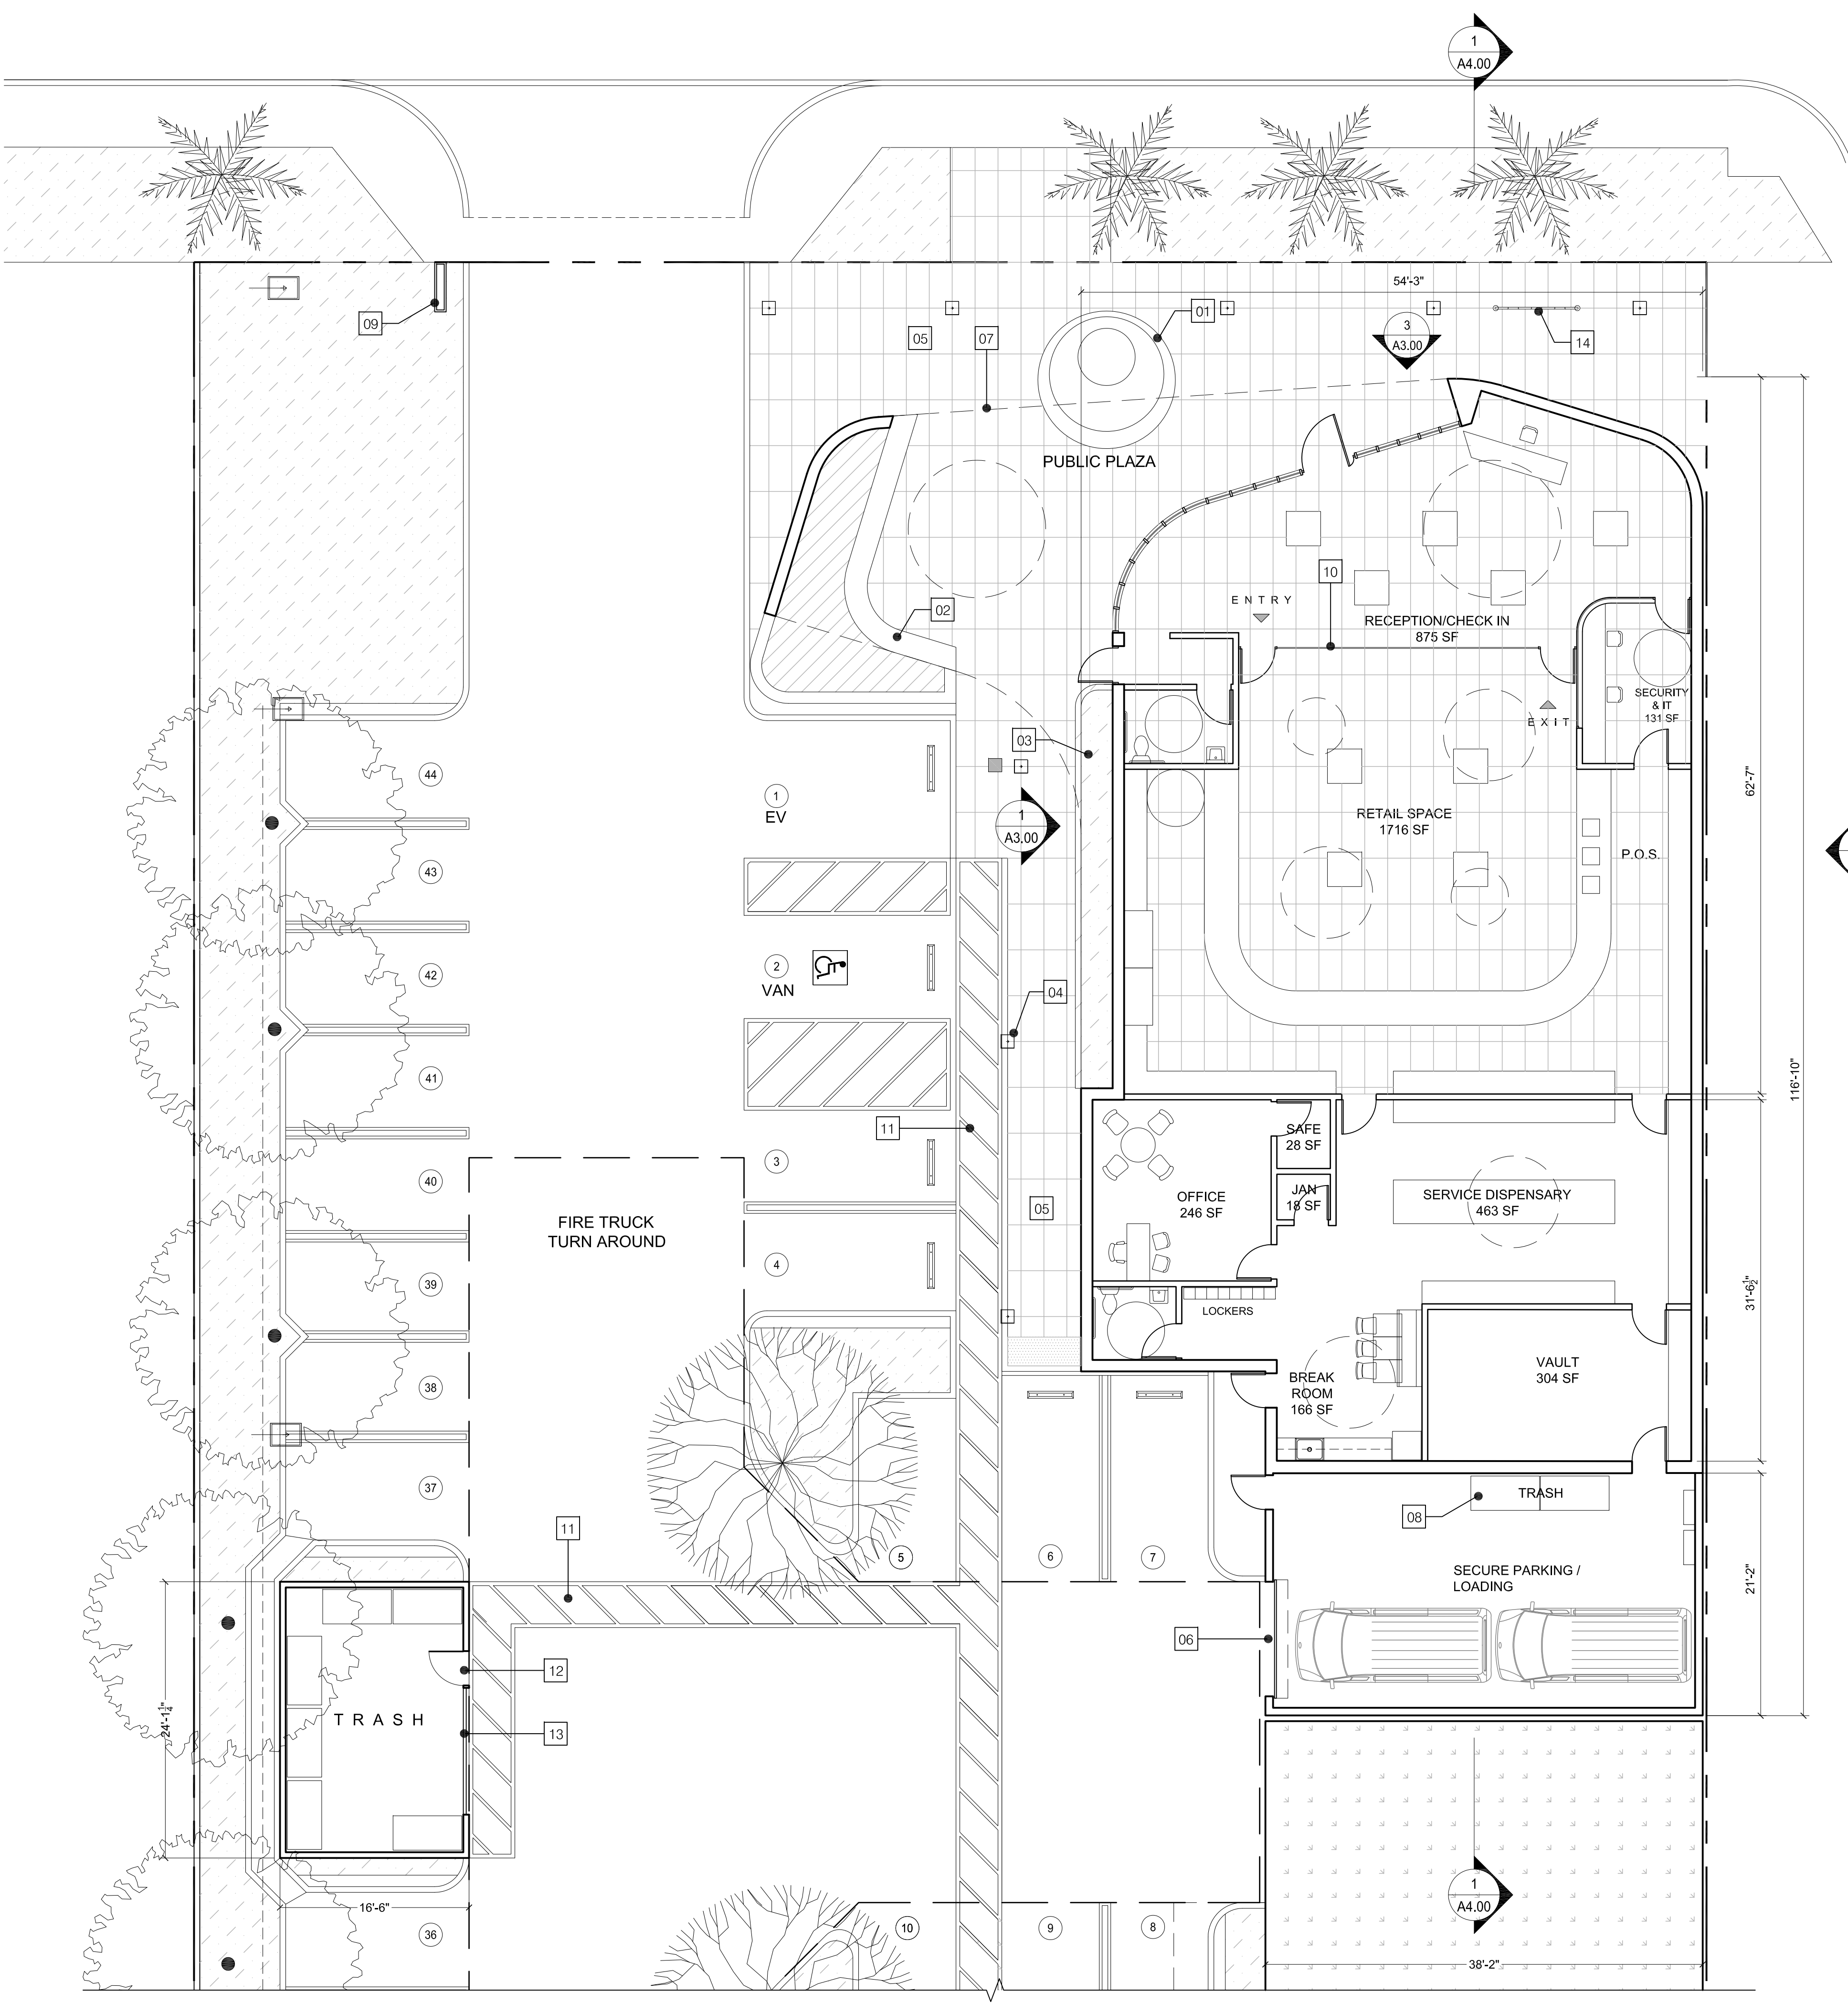 1
A4.00
54'-3"
09
01
05
07
3
A3.00
14
PUBLIC PLAZA
10
02
ENTRY
RECEPTION/CHECK IN
875 SF
SECURITY
& IT
131 SF
EXIT
03
44
1
EV
1
A3.00
62'-7"
RETAIL SPACE
1716 SF
P.O.S.
43
2
VAN
42
04
41
116'-10"
11
SAFE
28 SF
3
40
OFFICE
246 SF
JAN
18 SF
SERVICE DISPENSARY
463 SF
05
FIRE TRUCK
TURN AROUND
4
39
31'-6 1/2"
LOCKERS
38
BREAK
ROOM
166 SF
VAULT
304 SF
37
TRASH
08
11
5
6
7
SECURE PARKING /
LOADING
21'-2"
06
12
TRASH
13
24'-1 1/4"
1
A4.00
16'-6"
36
10
9
8
38'-2"